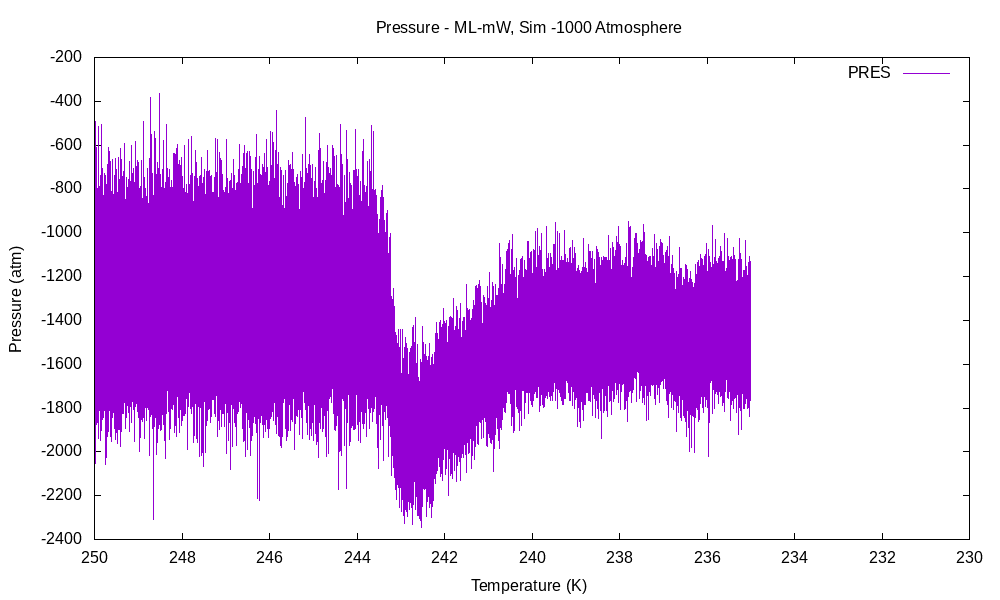 Pressure - ML-mW, Sim -1000 Atmosphere
PRES
-200
-400
-600
-800
-1000
-1200
-1400
-1600
-1800
-2000
-2200
-2400
Pressure (atm)
250 248 246 244 242 240 238 236 234 232 230
Temperature (K)